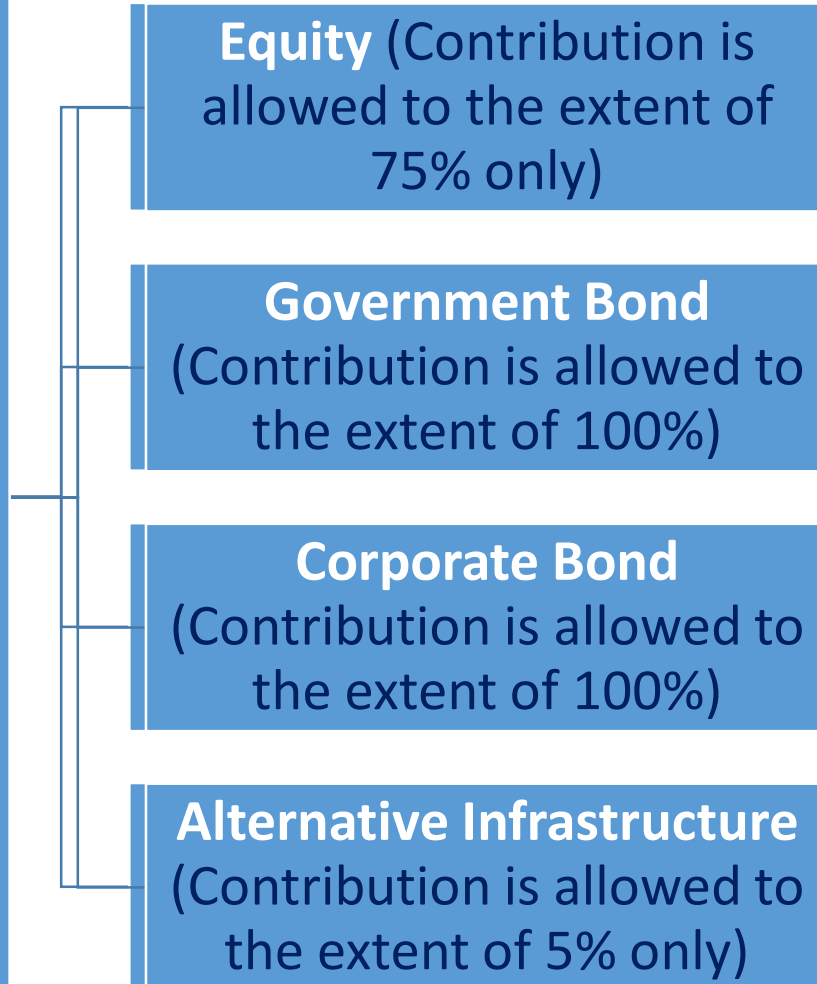 Equity (Contribution is
allowed to the extent of
75% only)
Government Bond
(Contribution is allowed to
the extent of 100%)
Corporate Bond
(Contribution is allowed to
the extent of 100%)
Alternative Infrastructure
(Contribution is allowed to
the extent of 5% only)